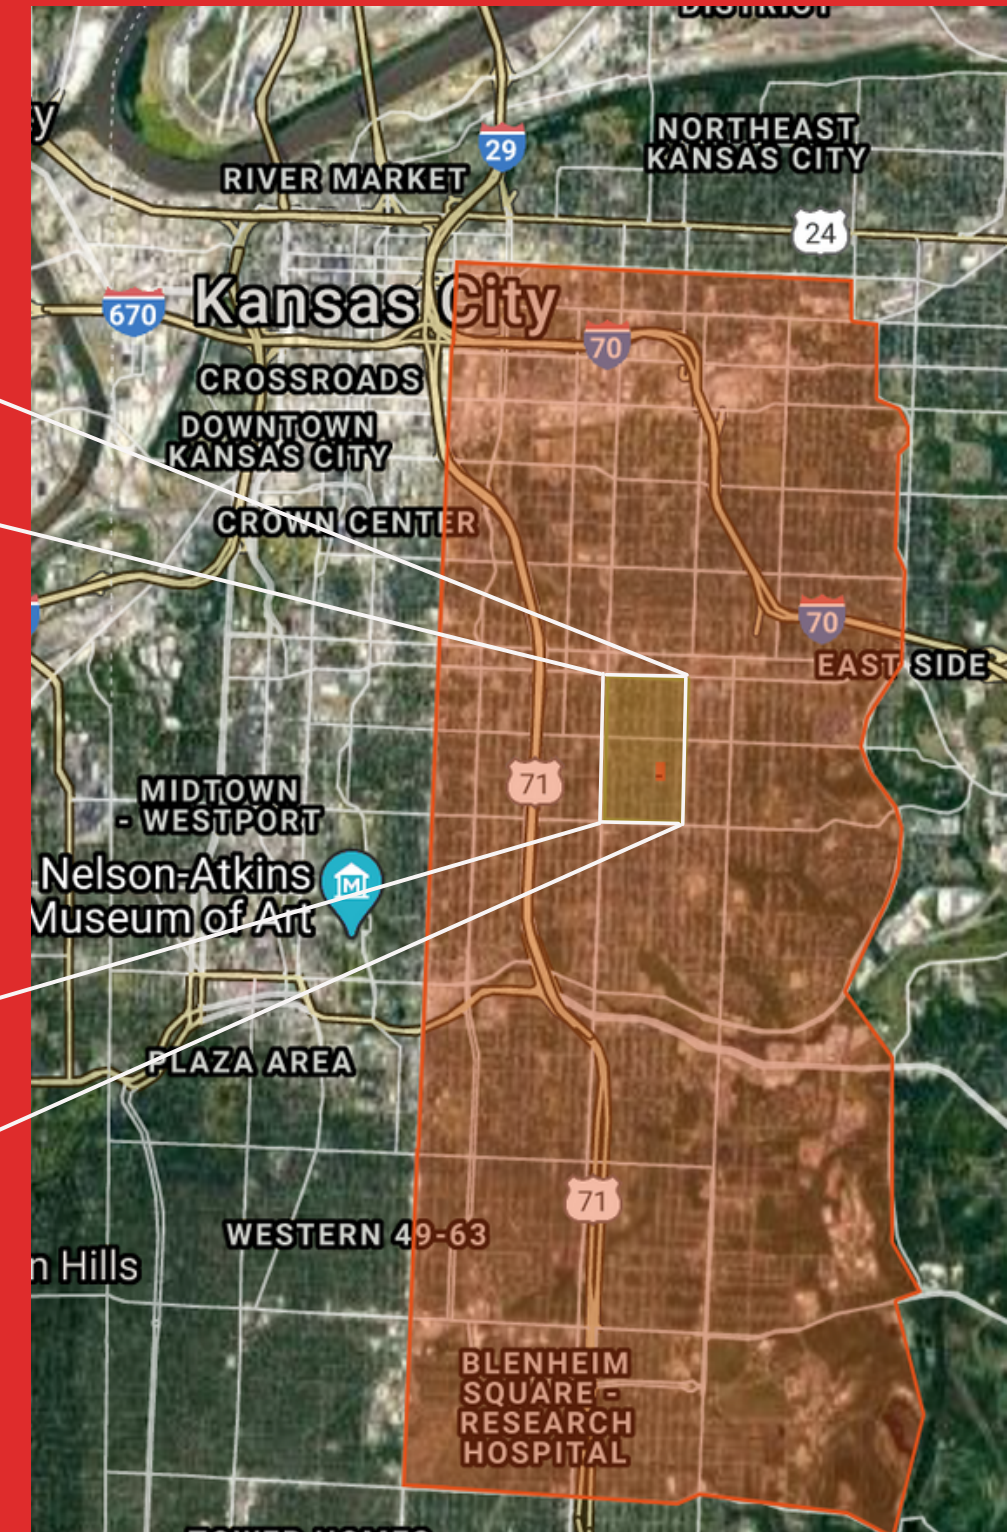 DISTRICT
29
NORTHEAST
KANSAS CITY
RIVER MARKET
24
Kansas City
670
70
CROSSROADS
DOWNTOWN
KANSAS CITY
CROWN CENTER
70
EAST SIDE
71
MIDTOWN
- WESTPORT
Nelson-Atkins
Museum of Art
M
PLAZA AREA
71
WESTERN 49-63
n Hills
BLENHEIM
SQUARE -
RESEARCH
HOSPITAL